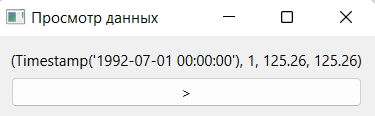 Просмотр данных
(Timestamp('1992-07-01 00:00:00'), 1, 125.26, 125.26)
>